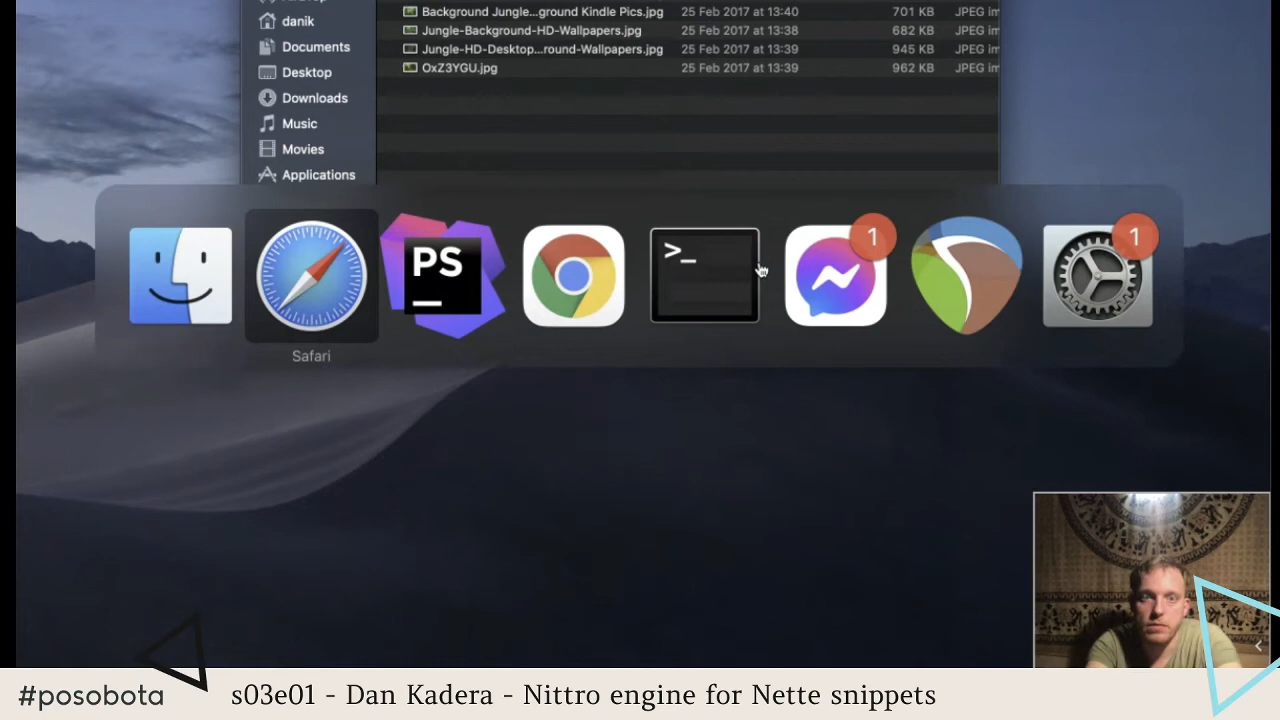 danik
Documents
Desktop
Downloads
Music
Movies
Applications
Background Jungle...ground Kindle Pics.jpg 25 Feb 2017 at 13:40 701 KB JPEG im
Jungle-Background-HD-Wallpapers.jpg 25 Feb 2017 at 13:38 682 KB JPEG im
Jungle-HD-Desktop...round-Wallpapers.jpg 25 Feb 2017 at 13:39 945 KB JPEG im
OxZ3YGU.jpg 25 Feb 2017 at 13:39 962 KB JPEG im
PS
>_
1
1
Safari
#posobota s03e01 - Dan Kadera - Nittro engine for Nette snippets